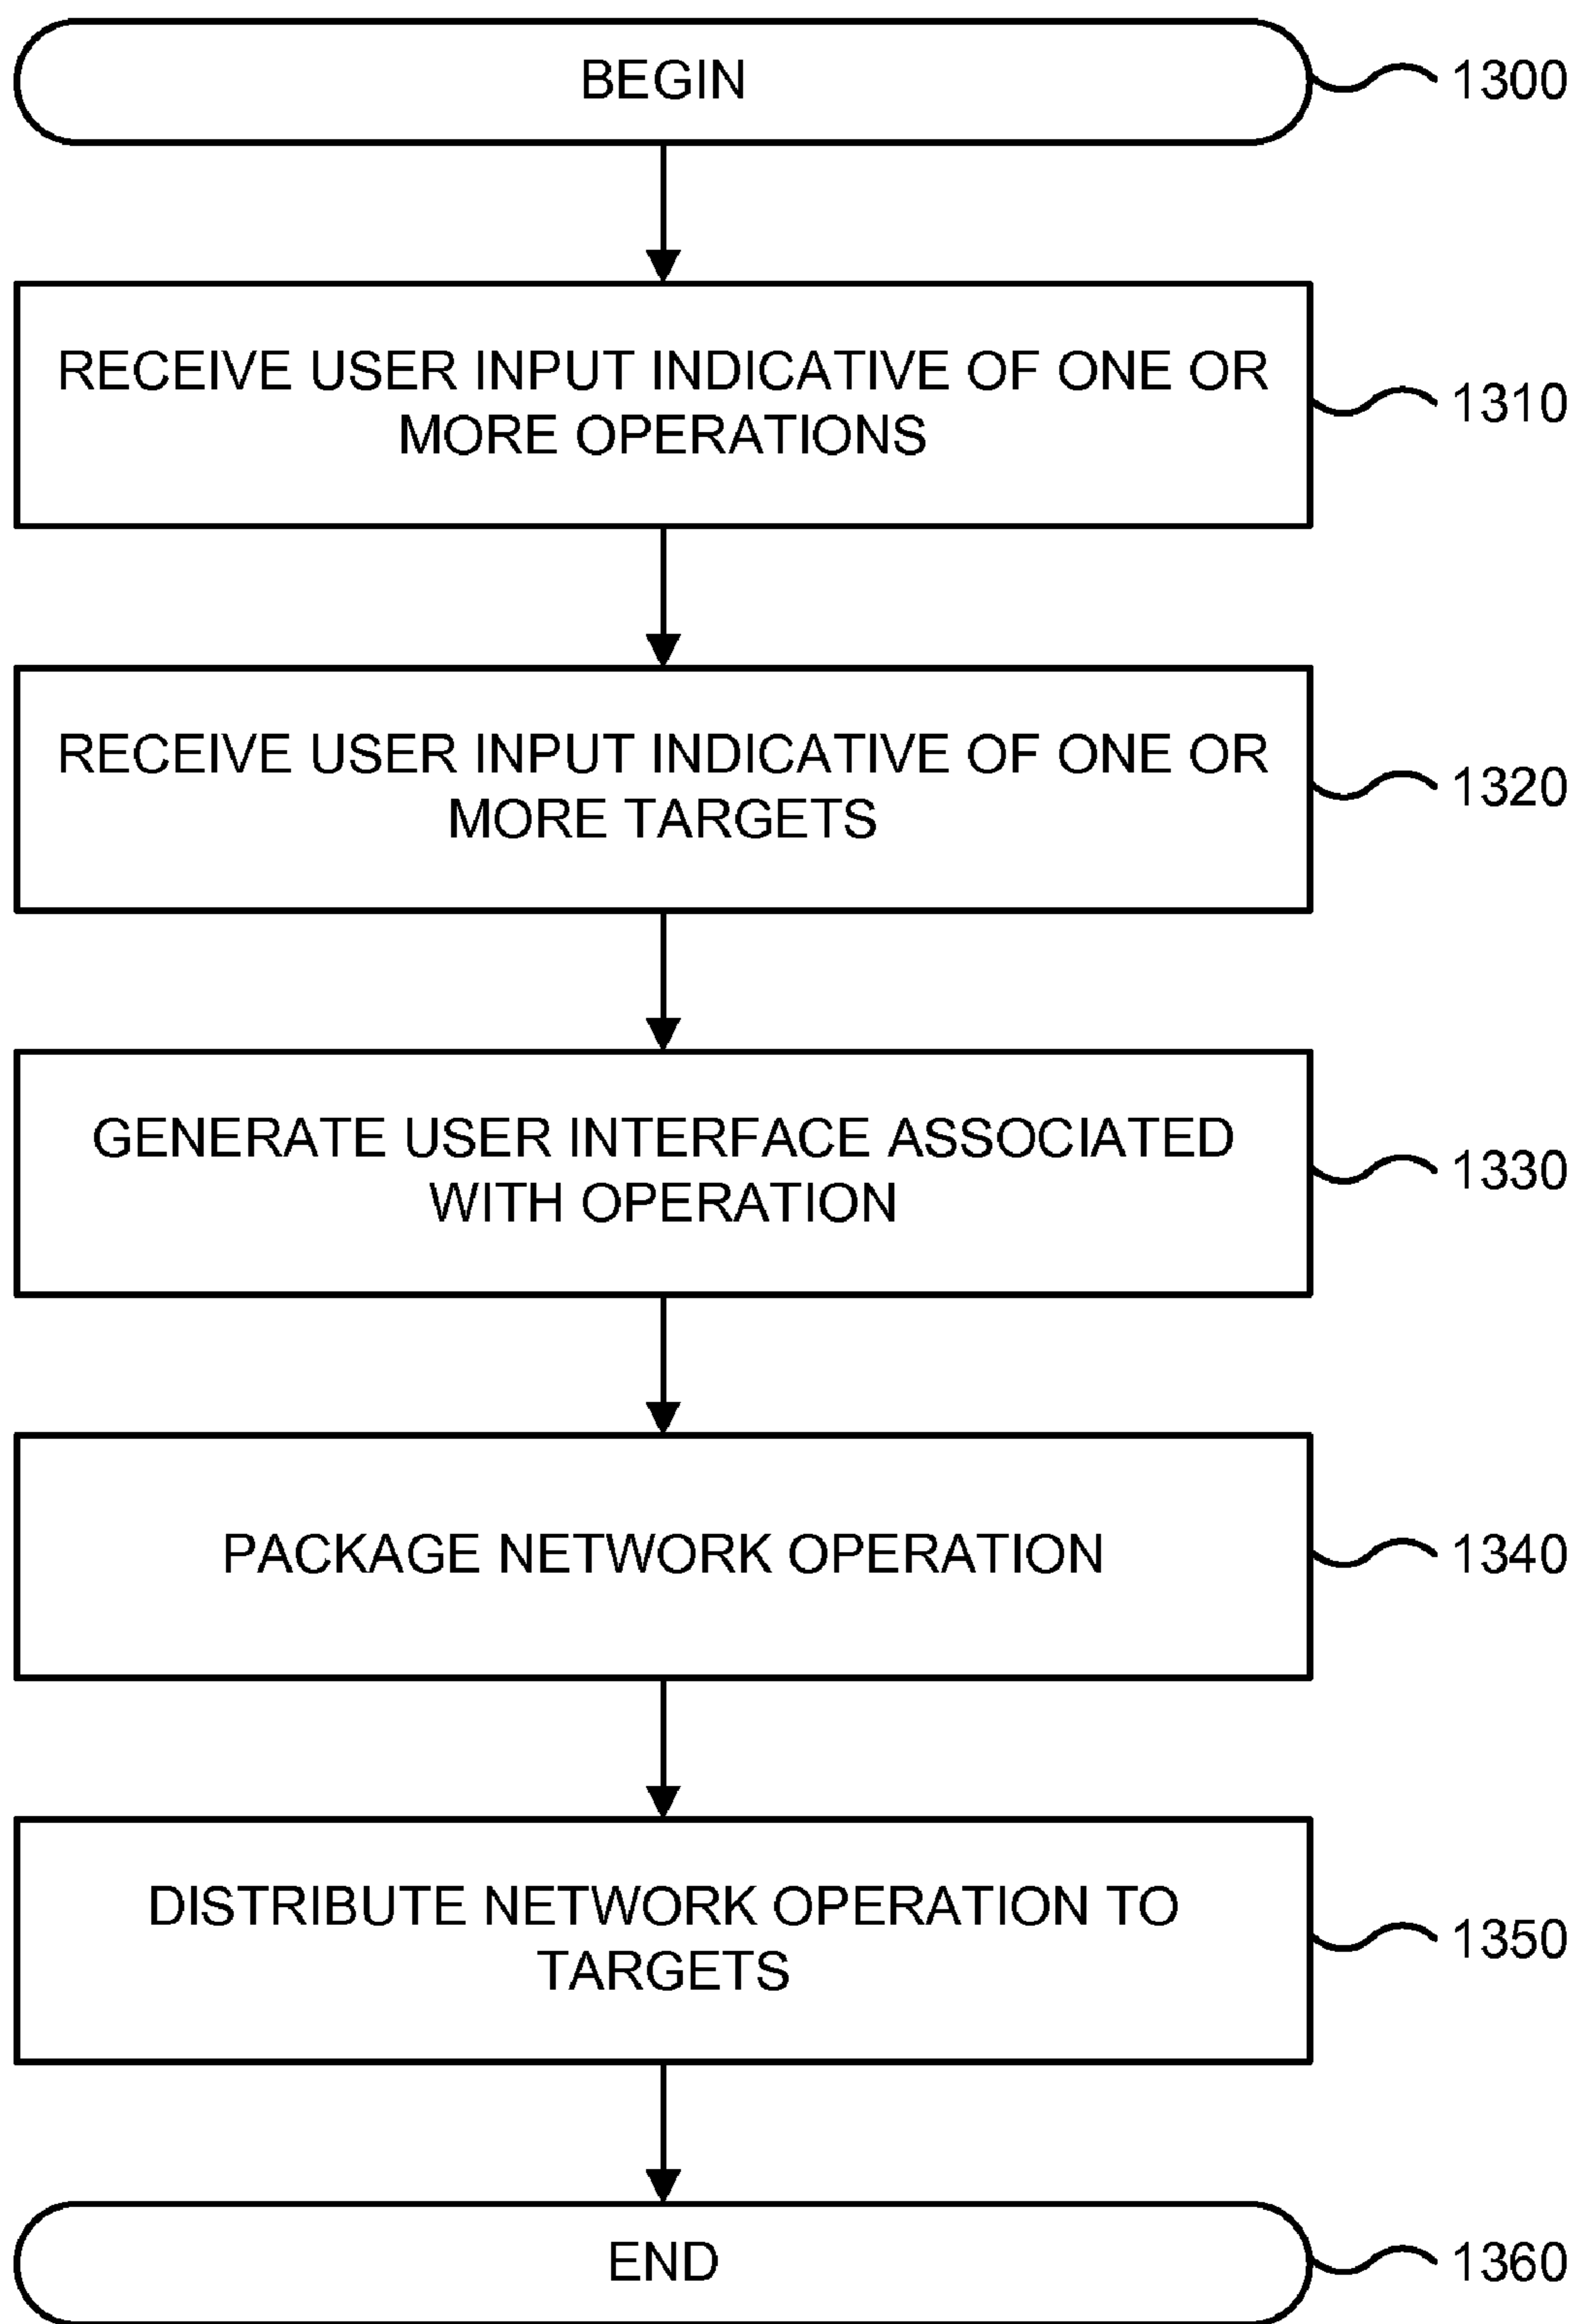 BEGIN
1300
RECEIVE USER INPUT INDICATIVE OF ONE OR
MORE OPERATIONS
1310
RECEIVE USER INPUT INDICATIVE OF ONE OR
MORE TARGETS
1320
GENERATE USER INTERFACE ASSOCIATED
WITH OPERATION
1330
PACKAGE NETWORK OPERATION
1340
DISTRIBUTE NETWORK OPERATION TO
TARGETS
1350
END
1360